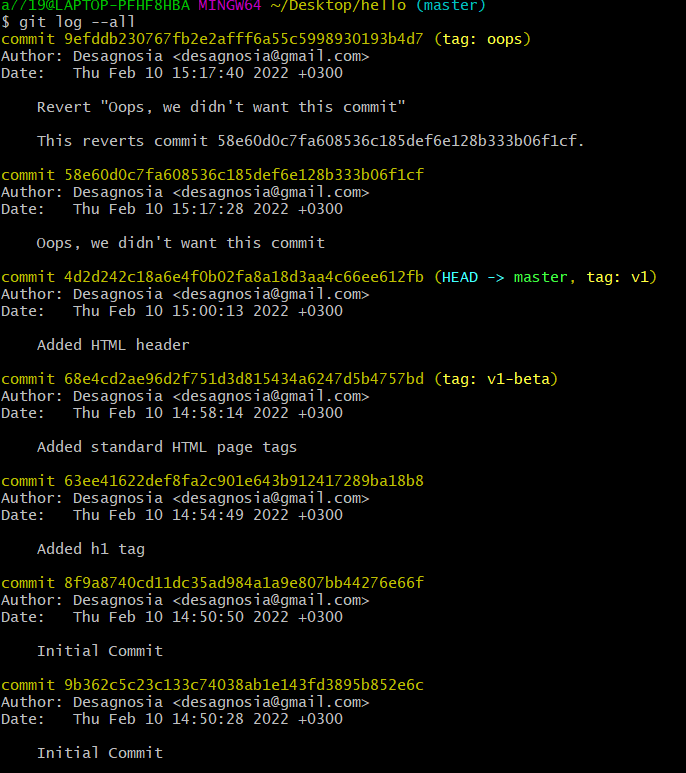 a//19@LAPTOP-PFHF8HBA MINGW64 ~/Desktop/hello (master)
$ git log --all
commit 9efddb230767fb2e2afff6a55c5998930193b4d7 (tag: oops)
Author: Desagnosia <desagnosia@gmail.com>
Date:   Thu Feb 10 15:17:40 2022 +0300
Revert "Oops, we didn't want this commit"
This reverts commit 58e60d0c7fa608536c185def6e128b333b06f1cf.
commit 58e60d0c7fa608536c185def6e128b333b06f1cf
Author: Desagnosia <desagnosia@gmail.com>
Date:   Thu Feb 10 15:17:28 2022 +0300
Oops, we didn't want this commit
commit 4d2d242c18a6e4f0b02fa8a18d3aa4c66ee612fb (HEAD -> master, tag: v1)
Author: Desagnosia <desagnosia@gmail.com>
Date:   Thu Feb 10 15:00:13 2022 +0300
Added HTML header
commit 68e4cd2ae96d2f751d3d815434a6247d5b4757bd (tag: v1-beta)
Author: Desagnosia <desagnosia@gmail.com>
Date:   Thu Feb 10 14:58:14 2022 +0300
Added standard HTML page tags
commit 63ee41622def8fa2c901e643b912417289ba18b8
Author: Desagnosia <desagnosia@gmail.com>
Date:   Thu Feb 10 14:54:49 2022 +0300
Added h1 tag
commit 8f9a8740cd11dc35ad984a1a9e807bb44276e66f
Author: Desagnosia <desagnosia@gmail.com>
Date:   Thu Feb 10 14:50:50 2022 +0300
Initial Commit
commit 9b362c5c23c133c74038ab1e143fd3895b852e6c
Author: Desagnosia <desagnosia@gmail.com>
Date:   Thu Feb 10 14:50:28 2022 +0300
Initial Commit